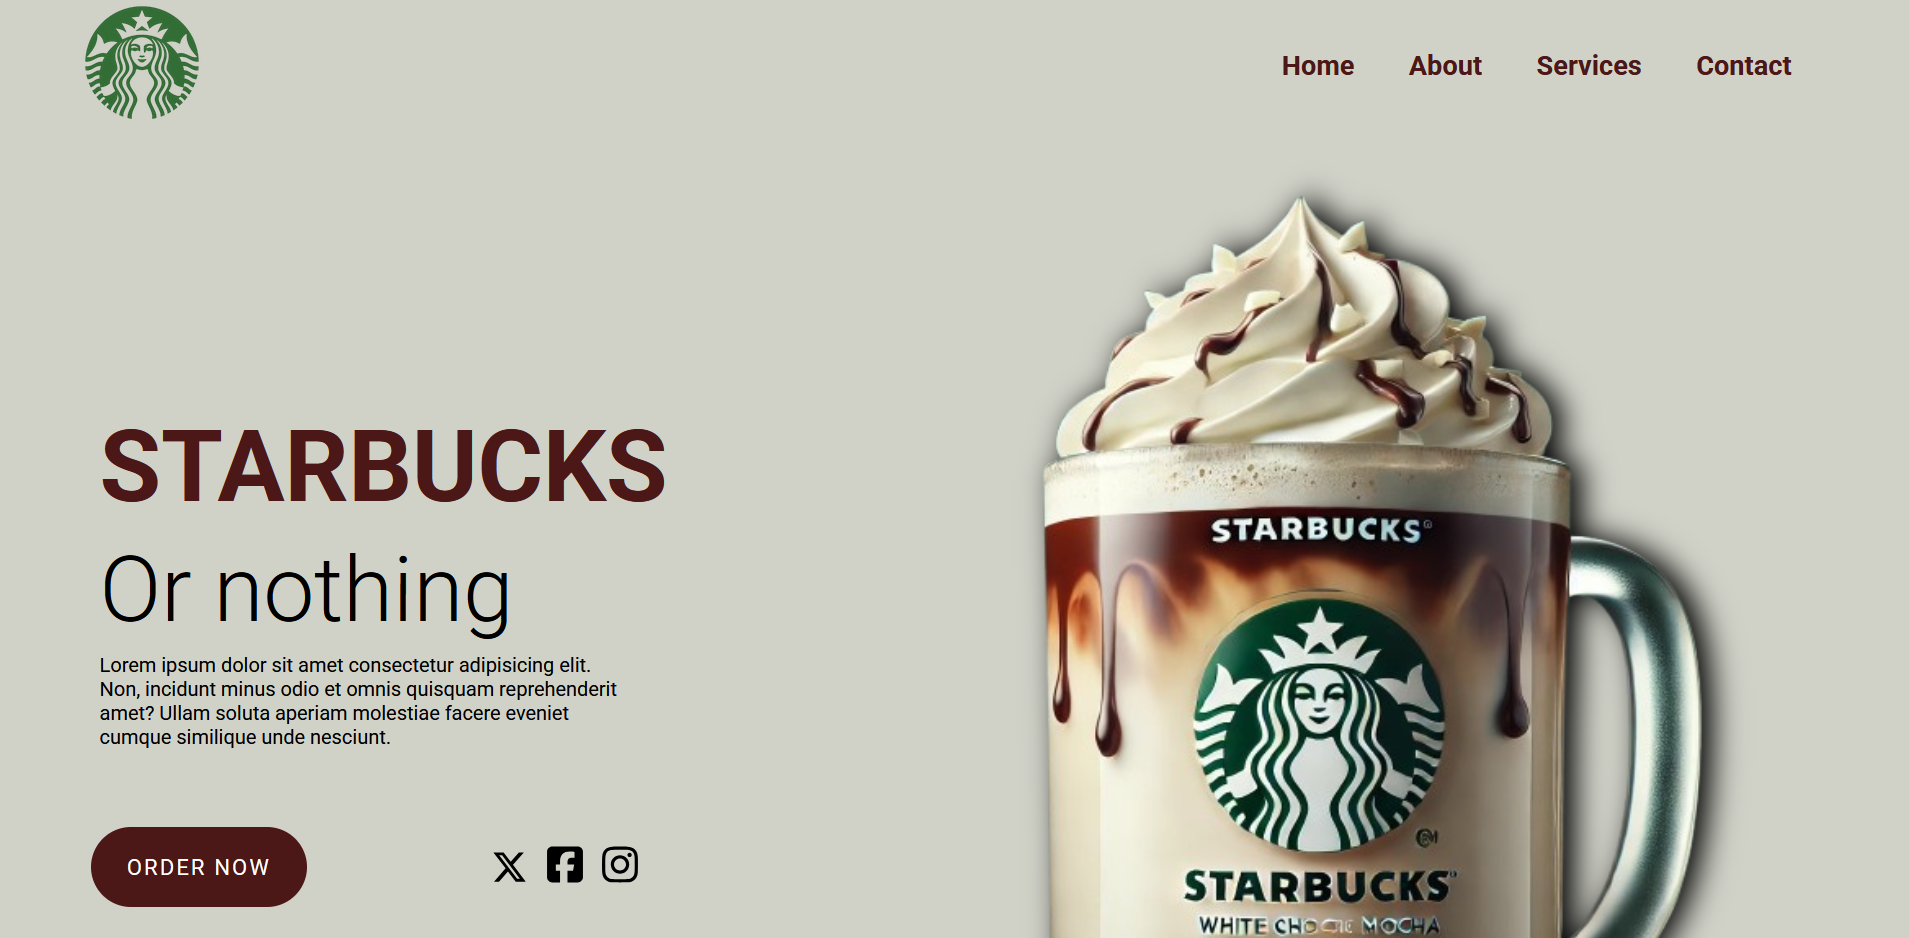 Home About Services Contact
STARBUCKS
Or nothing
Lorem ipsum dolor sit amet consectetur adipisicing elit.
Non, incidunt minus odio et omnis quisquam reprehenderit
amet? Ullam soluta aperiam molestiae facere eveniet
cumque similique unde nesciunt.
ORDER NOW
STARBUCKS
STARBUCKS
WHITE MOCHA